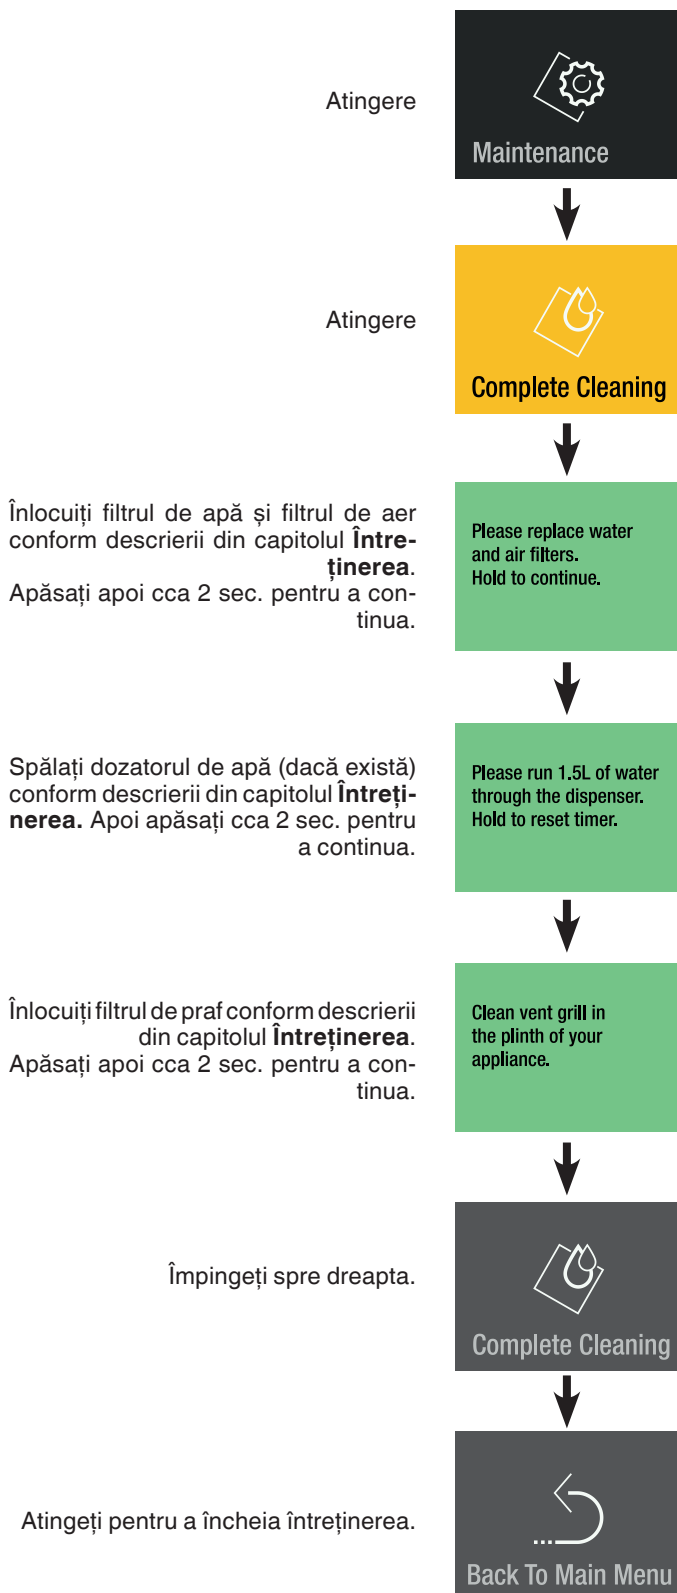 Atingere
Maintenance
Atingere
Complete Cleaning
Înlocuiți filtrul de apă și filtrul de aer
conform descrierii din capitolul Între-
ținerea.
Apăsați apoi cca 2 sec. pentru a con-
tinua.
Please replace water
and air filters.
Hold to continue.
Spălați dozatorul de apă (dacă există)
conform descrierii din capitolul Întreți-
nerea. Apoi apăsați cca 2 sec. pentru
a continua.
Please run 1.5L of water
through the dispenser.
Hold to reset timer.
Înlocuiți filtrul de praf conform descrierii
din capitolul Întreținerea.
Apăsați apoi cca 2 sec. pentru a con-
tinua.
Clean vent grill in
the plinth of your
appliance.
Împingeți spre dreapta.
Complete Cleaning
Atingeți pentru a încheia întreținerea.
Back To Main Menu